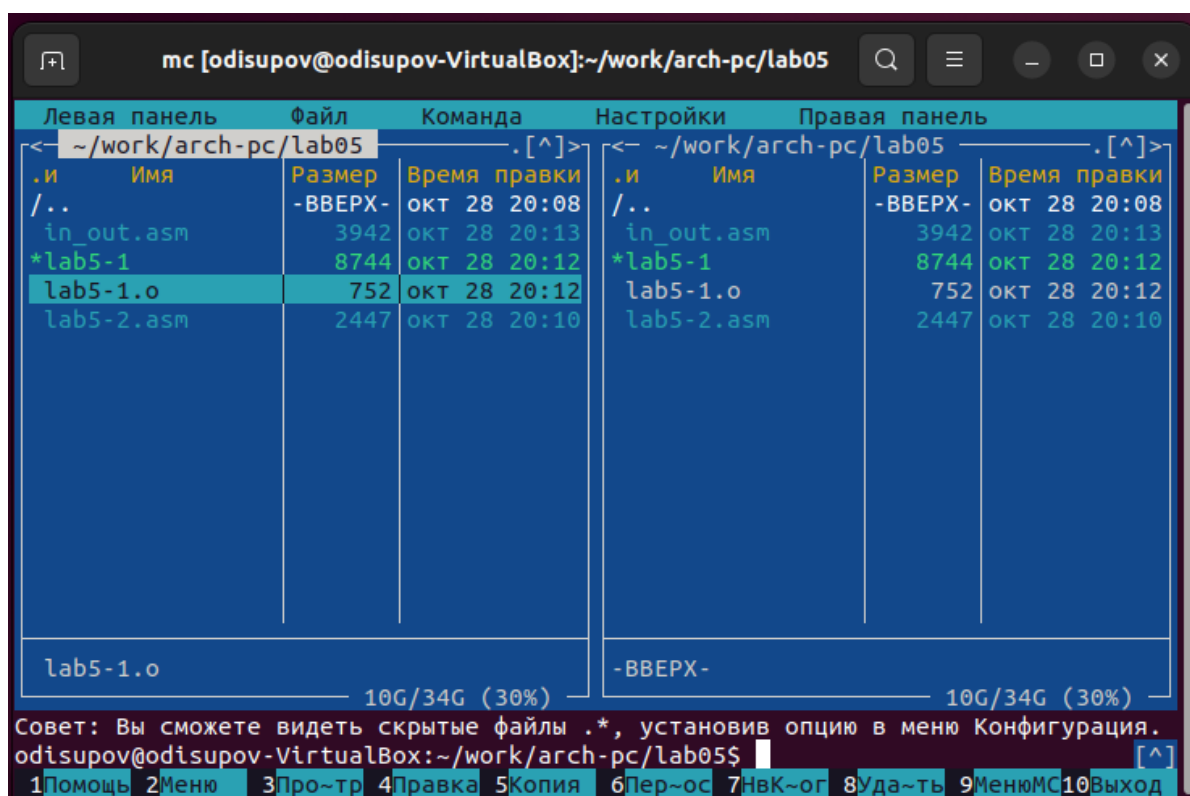 mc [odisupov@odisupov-VirtualBox]:~/work/arch-pc/lab05
Левая панель Файл Команда Настройки Правая панель
<─ ~/work/arch-pc/lab05 ─.[^]> <─ ~/work/arch-pc/lab05 ─.[^]>
.и Имя Размер Время правки .и Имя Размер Время правки
/.. -ВВЕРХ- окт 28 20:08 /.. -ВВЕРХ- окт 28 20:08
in_out.asm 3942 окт 28 20:13 in_out.asm 3942 окт 28 20:13
*lab5-1 8744 окт 28 20:12 *lab5-1 8744 окт 28 20:12
lab5-1.o 752 окт 28 20:12 lab5-1.o 752 окт 28 20:12
lab5-2.asm 2447 окт 28 20:10 lab5-2.asm 2447 окт 28 20:10
lab5-1.o -ВВЕРХ-
10G/34G (30%) 10G/34G (30%)
Совет: Вы сможете видеть скрытые файлы .*, установив опцию в меню Конфигурация.
odisupov@odisupov-VirtualBox:~/work/arch-pc/lab05$ [^]
1Помощь 2Меню 3Про~тр 4Правка 5Копия 6Пер~ос 7НвК~ог 8Уда~ть 9МенюМС 10Выход